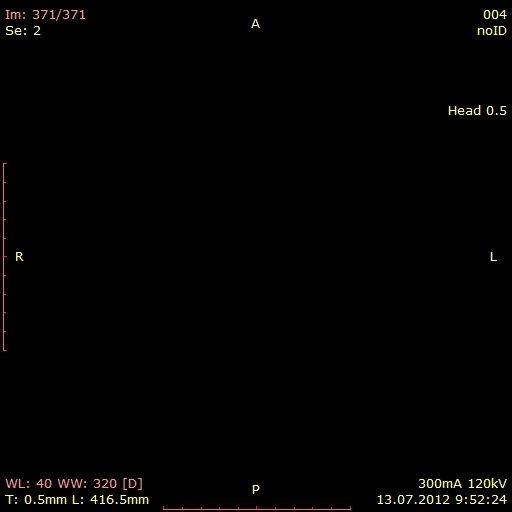 Im: 371/371
Se: 2
A
004
noID
Head 0.5
R
L
WL: 40 WW: 320 [D]
T: 0.5mm L: 416.5mm
P
300mA 120kV
13.07.2012 9:52:24